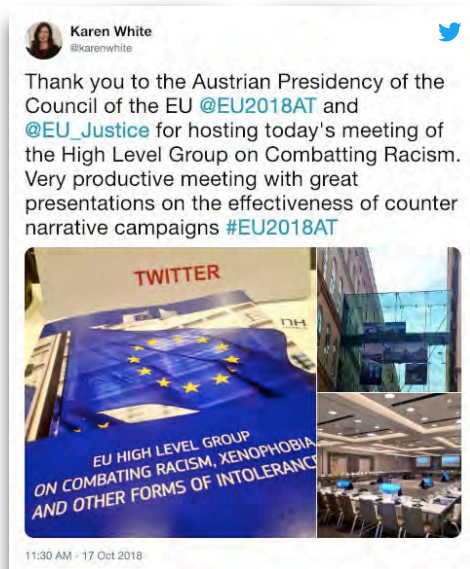 Karen White
@karenwhite
Thank you to the Austrian Presidency of the
Council of the EU @EU2018AT and
@EU_Justice for hosting today's meeting of
the High Level Group on Combatting Racism.
Very productive meeting with great
presentations on the effectiveness of counter
narrative campaigns #EU2018AT
TWITTER
nH
EU HIGH LEVEL GROUP
ON COMBATING RACISM, XENOPHOBIA
AND OTHER FORMS OF INTOLERANC
11:30 AM - 17 Oct 2018